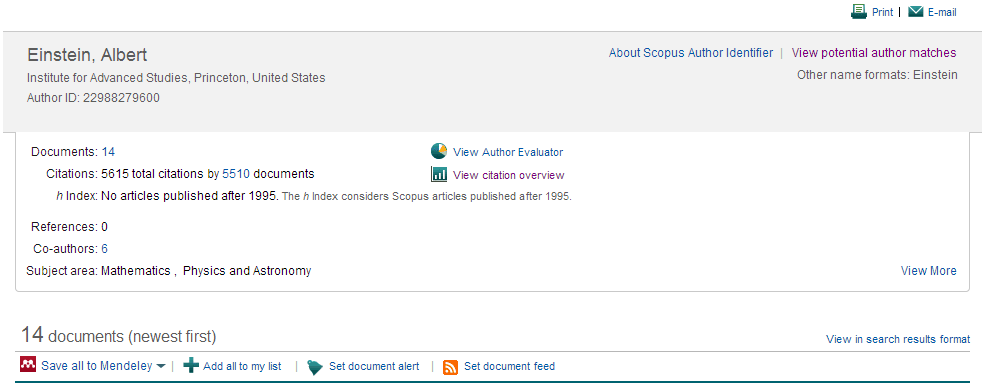 Print | E-mail
Einstein, Albert
About Scopus Author Identifier | View potential author matches
Institute for Advanced Studies, Princeton, United States
Other name formats: Einstein
Author ID: 22988279600
Documents: 14
View Author Evaluator
Citations: 5615 total citations by 5510 documents
View citation overview
h Index: No articles published after 1995. The h Index considers Scopus articles published after 1995.
References: 0
Co-authors: 6
Subject area: Mathematics , Physics and Astronomy
View More
14 documents (newest first)
View in search results format
Save all to Mendeley | Add all to my list | Set document alert | Set document feed